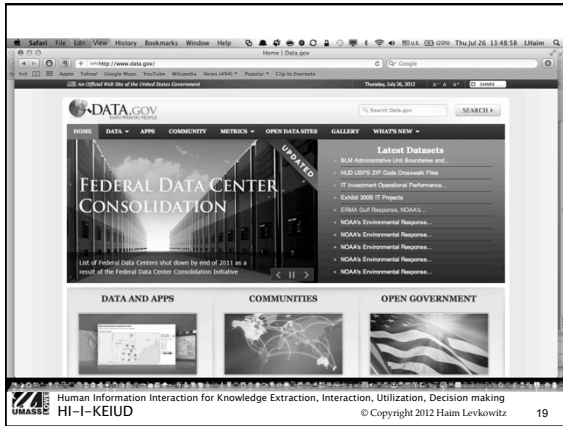 Safari File Edit View History Bookmarks Window Help U.S. (20%) Thu Jul 26 13:48:58 LHaim
Home | Data.gov
http://www.data.gov/ Google
Apple Yahoo! Google Maps YouTube Wikipedia News (494) Popular Clip to Evernote
An Official Web Site of the United States Government Thursday, July 26, 2012 A- A A+ SHARE
DATA.GOV
EMPOWERING PEOPLE
Search Data.gov SEARCH
HOME DATA APPS COMMUNITY METRICS OPEN DATA SITES GALLERY WHAT'S NEW
UPDATED
FEDERAL DATA CENTER
CONSOLIDATION
List of Federal Data Centers shut down by end of 2011 as a
result of the Federal Data Center Consolidation Initiative
Latest Datasets
BLM Administrative Unit Boundaries and...
HUD USPS ZIP Code Crosswalk Files
IT Investment Operational Performance...
Exhibit 300B IT Projects
ERMA Gulf Response, NOAA's...
NOAA's Environmental Response...
NOAA's Environmental Response...
NOAA's Environmental Response...
NOAA's Environmental Response...
NOAA's Environmental Response...
DATA AND APPS
COMMUNITIES
OPEN GOVERNMENT
UMASS LOWELL
Human Information Interaction for Knowledge Extraction, Interaction, Utilization, Decision making
HI-I-KEIUD
© Copyright 2012 Haim Levkowitz 19